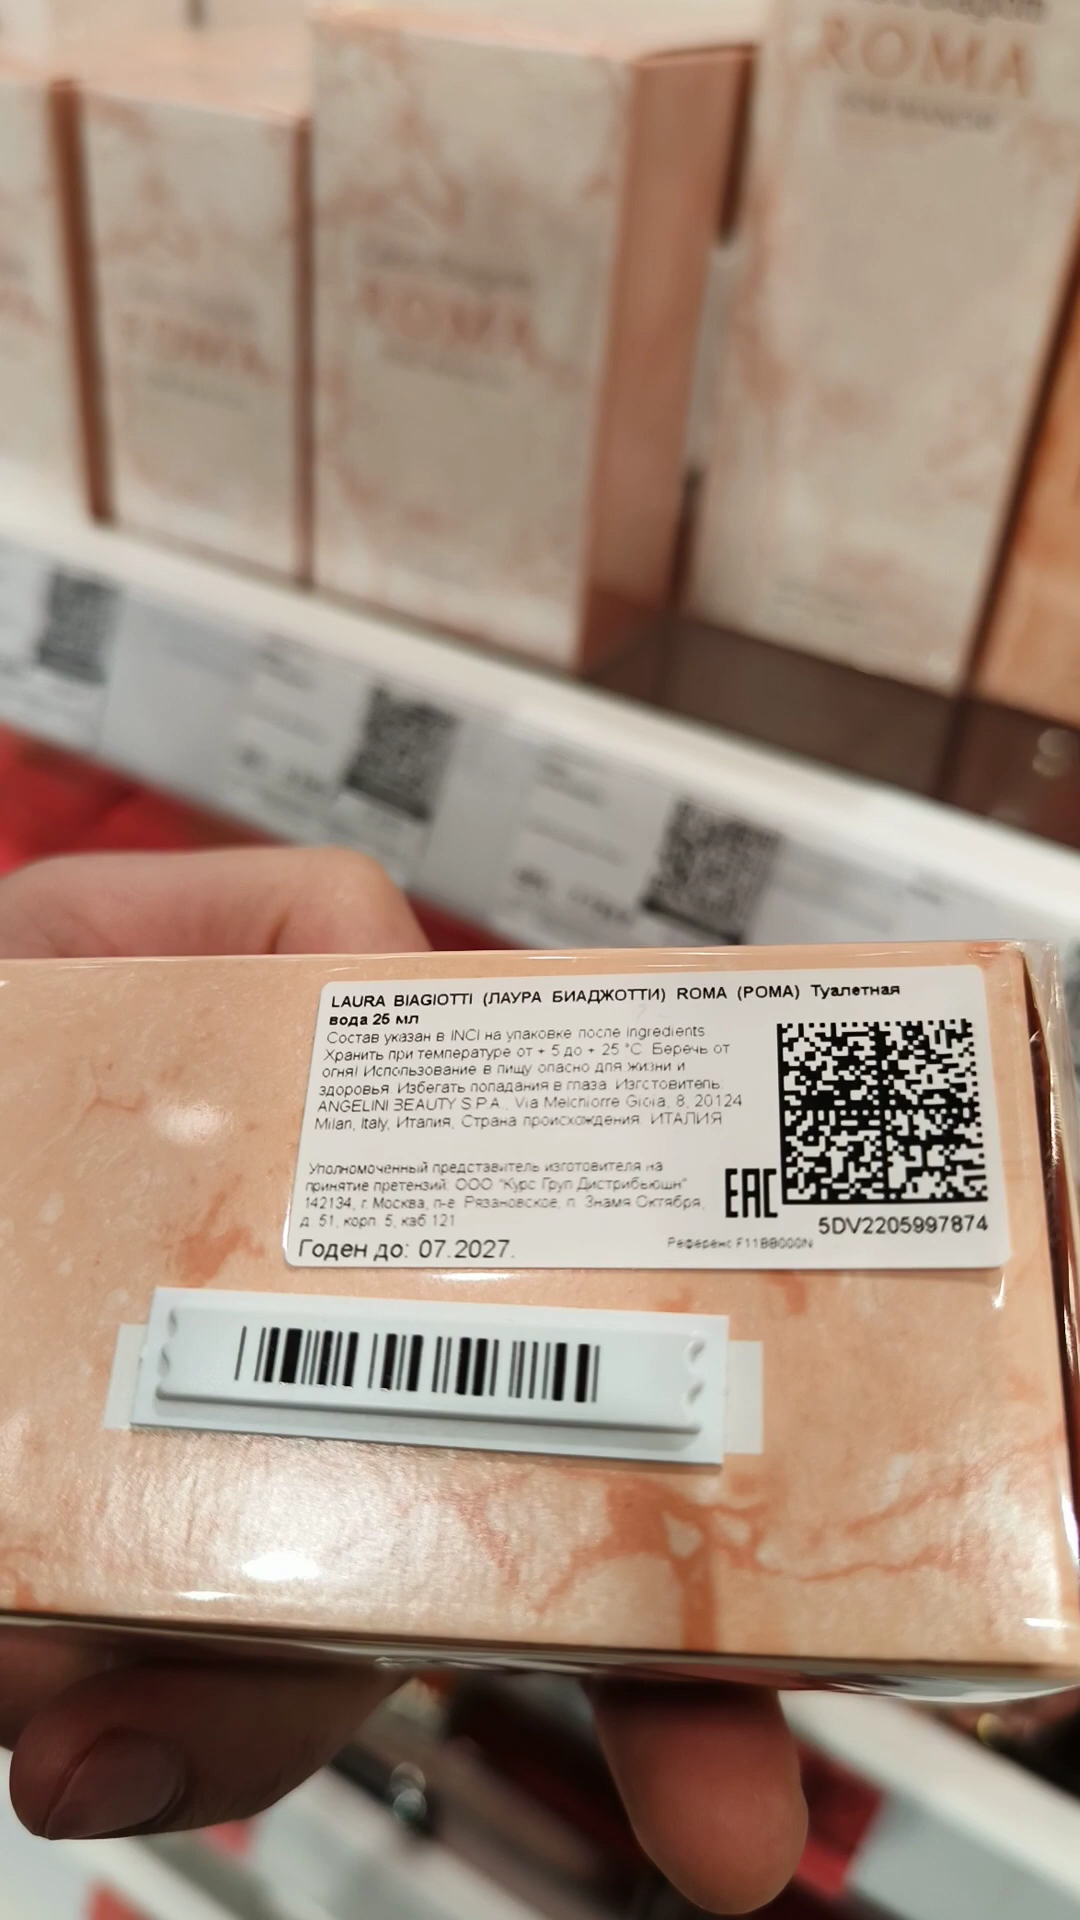 ROMA
ROMA
ROMA
LAURA BIAGIOTTI (ЛАУРА БИАДЖОТТИ) ROMA (РОМА) Туалетная
вода 25 мл
Состав указан в INCI на упаковке после ingredients
Хранить при температуре от + 5 до + 25 °С Беречь от
огня! Использование в пищу опасно для жизни и
здоровья. Избегать попадания в глаза. Изготовитель:
ANGELINI BEAUTY S.P.A., Via Melchiorre Gioia, 8, 20124
Milan, Italy, Италия, Страна происхождения: ИТАЛИЯ
Уполномоченный представитель изготовителя на
принятие претензий: ООО "Курс Груп Дистрибьюшн"
142134, г. Москва, п-е Рязановское, п. Знамя Октября,
д. 51, корп. 5, каб 121
EAC
5DV2205997874
Годен до: 07.2027.
Референс F11BB000N